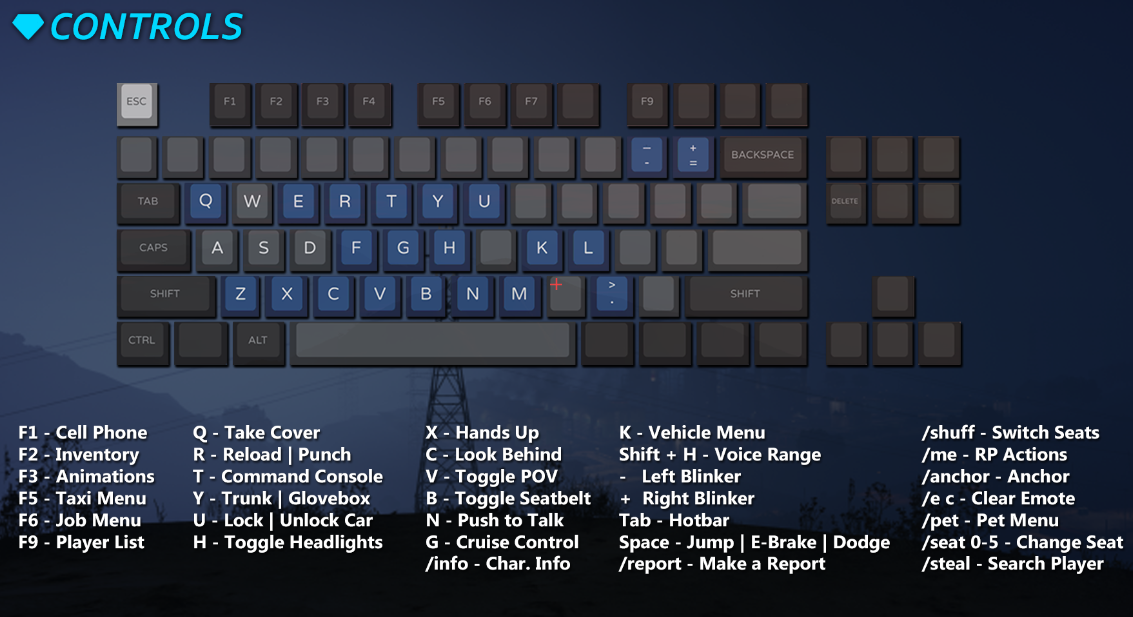 CONTROLS
ESC F1 F2 F3 F4 F5 F6 F7 F9
– - + = BACKSPACE
TAB Q W E R T Y U DELETE
CAPS A S D F G H K L
SHIFT Z X C V B N M > . SHIFT
CTRL ALT
F1 - Cell Phone
F2 - Inventory
F3 - Animations
F5 - Taxi Menu
F6 - Job Menu
F9 - Player List
Q - Take Cover
R - Reload | Punch
T - Command Console
Y - Trunk | Glovebox
U - Lock | Unlock Car
H - Toggle Headlights
X - Hands Up
C - Look Behind
V - Toggle POV
B - Toggle Seatbelt
N - Push to Talk
G - Cruise Control
/info - Char. Info
K - Vehicle Menu
Shift + H - Voice Range
- Left Blinker
+ Right Blinker
Tab - Hotbar
Space - Jump | E-Brake | Dodge
/report - Make a Report
/shuff - Switch Seats
/me - RP Actions
/anchor - Anchor
/e c - Clear Emote
/pet - Pet Menu
/seat 0-5 - Change Seat
/steal - Search Player